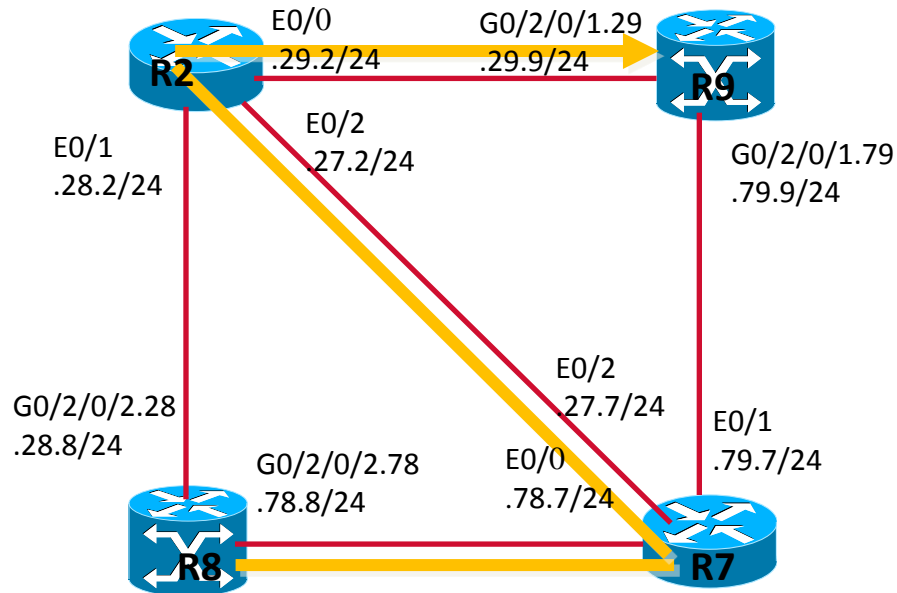 E0/0
.29.2/24
G0/2/0/1.29
.29.9/24
R2
R9
E0/1
.28.2/24
E0/2
.27.2/24
G0/2/0/1.79
.79.9/24
E0/2
.27.7/24
G0/2/0/2.28
.28.8/24
E0/1
.79.7/24
G0/2/0/2.78
.78.8/24
E0/0
.78.7/24
R8
R7